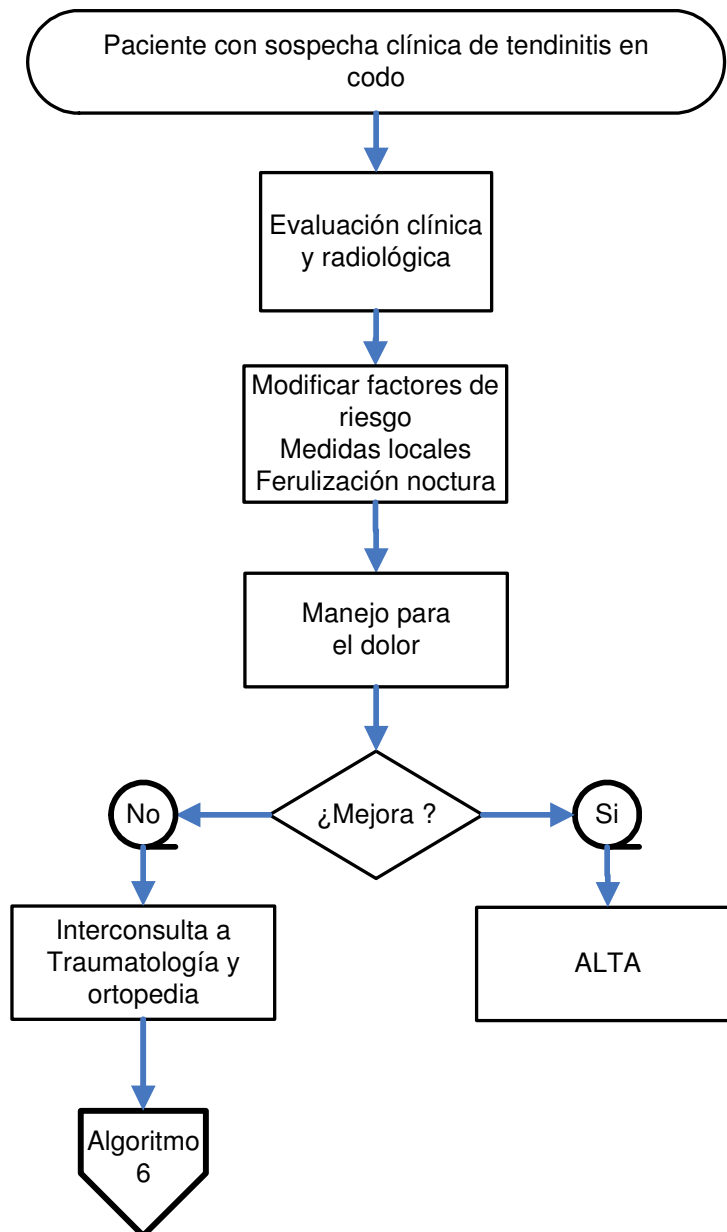 Paciente con sospecha clínica de tendinitis en
codo
Evaluación clínica
y radiológica
Modificar factores de
riesgo
Medidas locales
Ferulización noctura
Manejo para
el dolor
¿Mejora ?
No
Si
Interconsulta a
Traumatología y
ortopedia
ALTA
Algoritmo
6